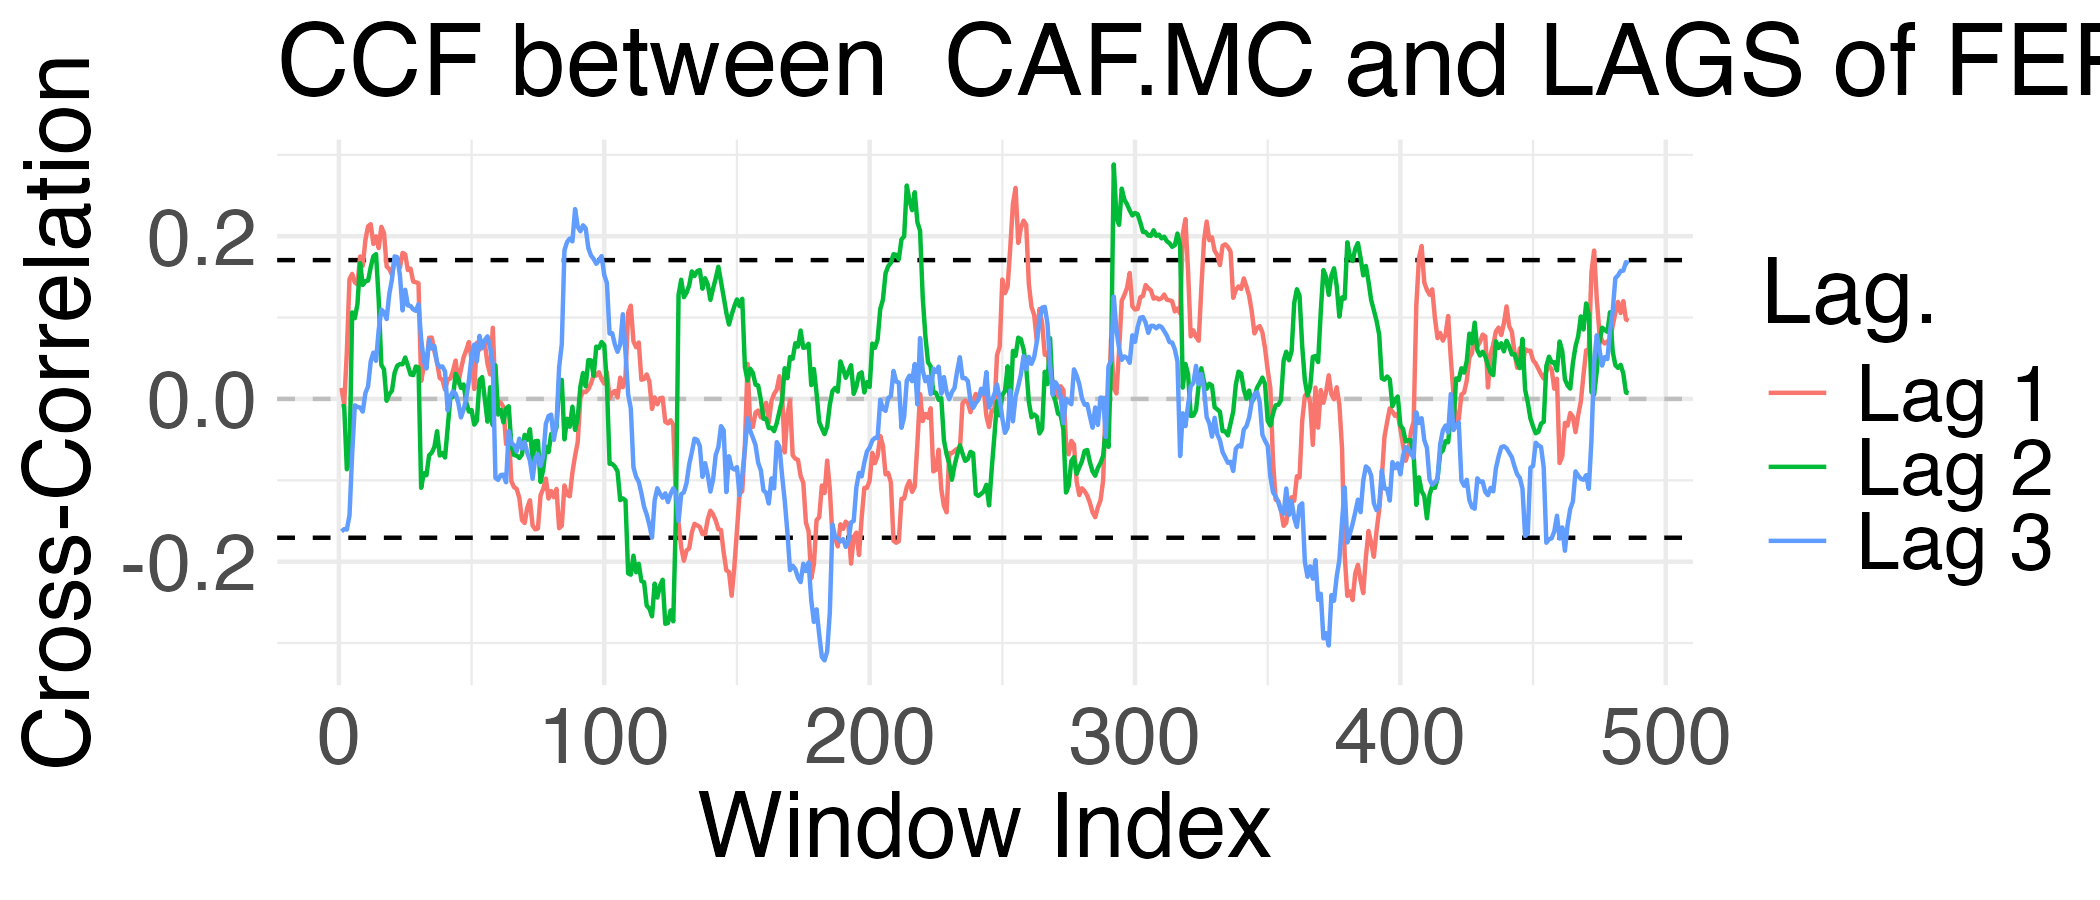 CCF between  CAF.MC and LAGS of FER
Cross-Correlation
0.2
0.0
-0.2
0
100
200
300
400
500
Window Index
Lag.
Lag 1
Lag 2
Lag 3